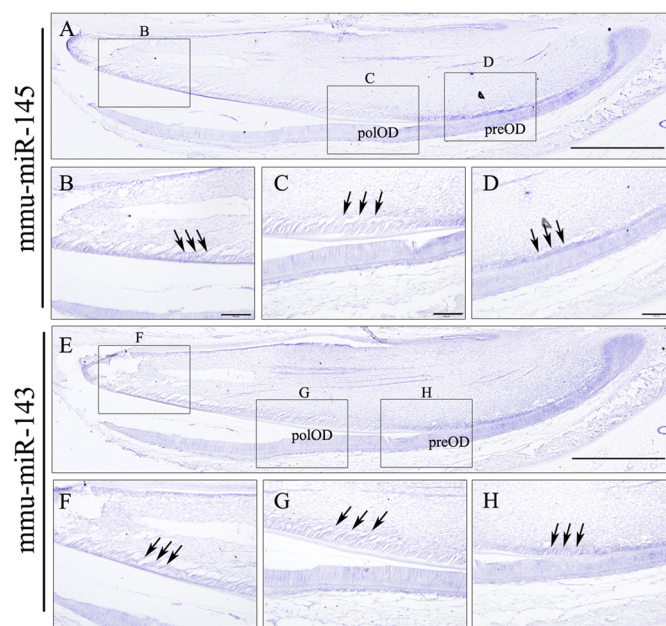 mmu-miR-145
A
B
C
D
polOD
preOD
B
C
D
mmu-miR-143
E
F
G
H
polOD
preOD
F
G
H